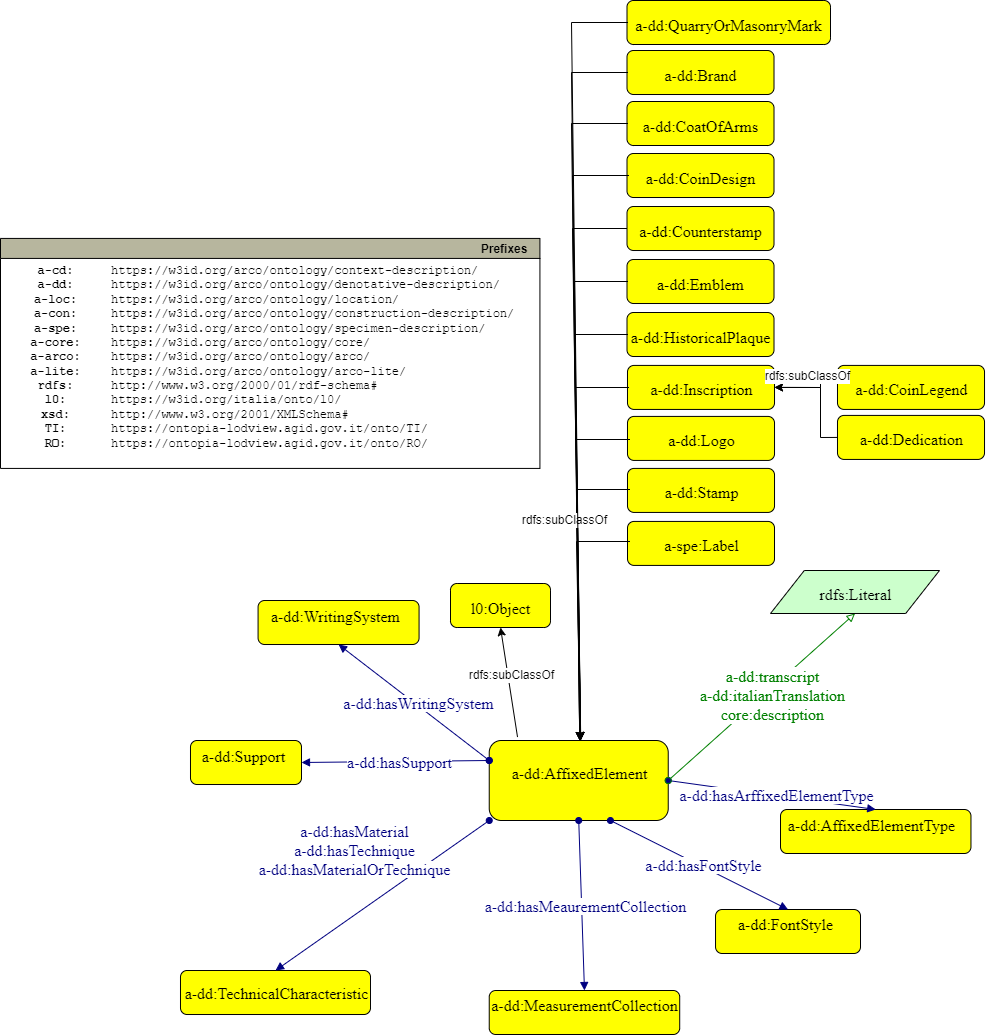 a-dd:QuarryOrMasonryMark
a-dd:Brand
a-dd:CoatOfArms
a-dd:CoinDesign
a-dd:Counterstamp
a-dd:Emblem
a-dd:HistoricalPlaque
a-dd:Inscription
rdfs:subClassOf
a-dd:CoinLegend
a-dd:Dedication
a-dd:Logo
a-dd:Stamp
rdfs:subClassOf
a-spe:Label
Prefixes
a-cd: https://w3id.org/arco/ontology/context-description/
a-dd: https://w3id.org/arco/ontology/denotative-description/
a-loc: https://w3id.org/arco/ontology/location/
a-con: https://w3id.org/arco/ontology/construction-description/
a-spe: https://w3id.org/arco/ontology/specimen-description/
a-core: https://w3id.org/arco/ontology/core/
a-arco: https://w3id.org/arco/ontology/arco/
a-lite: https://w3id.org/arco/ontology/arco-lite/
rdfs: http://www.w3.org/2000/01/rdf-schema#
l0: https://w3id.org/italia/onto/l0/
xsd: http://www.w3.org/2001/XMLSchema#
TI: https://ontopia-lodview.agid.gov.it/onto/TI/
RO: https://ontopia-lodview.agid.gov.it/onto/RO/
rdfs:Literal
l0:Object
a-dd:WritingSystem
rdfs:subClassOf
a-dd:transcript
a-dd:italianTranslation
core:description
a-dd:hasWritingSystem
a-dd:Support
a-dd:hasSupport
a-dd:AffixedElement
a-dd:hasArffixedElementType
a-dd:AffixedElementType
a-dd:hasMaterial
a-dd:hasTechnique
a-dd:hasMaterialOrTechnique
a-dd:hasFontStyle
a-dd:hasMeaurementCollection
a-dd:FontStyle
a-dd:TechnicalCharacteristic
a-dd:MeasurementCollection